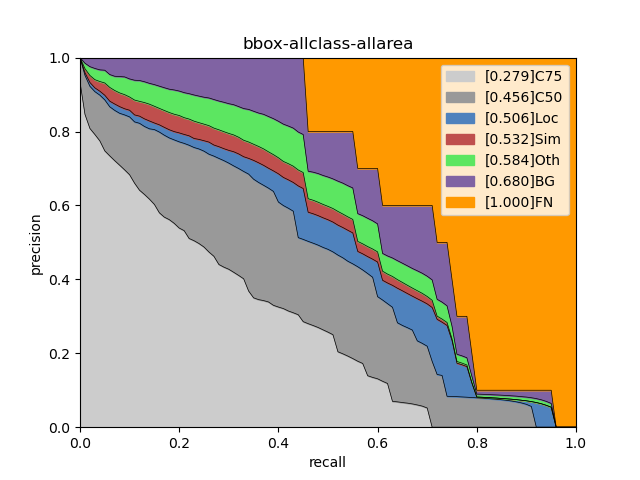 bbox-allclass-allarea
1.0
0.8
0.6
0.4
0.2
0.0
precision
[0.279]C75
[0.456]C50
[0.506]Loc
[0.532]Sim
[0.584]Oth
[0.680]BG
[1.000]FN
0.0 0.2 0.4 0.6 0.8 1.0
recall